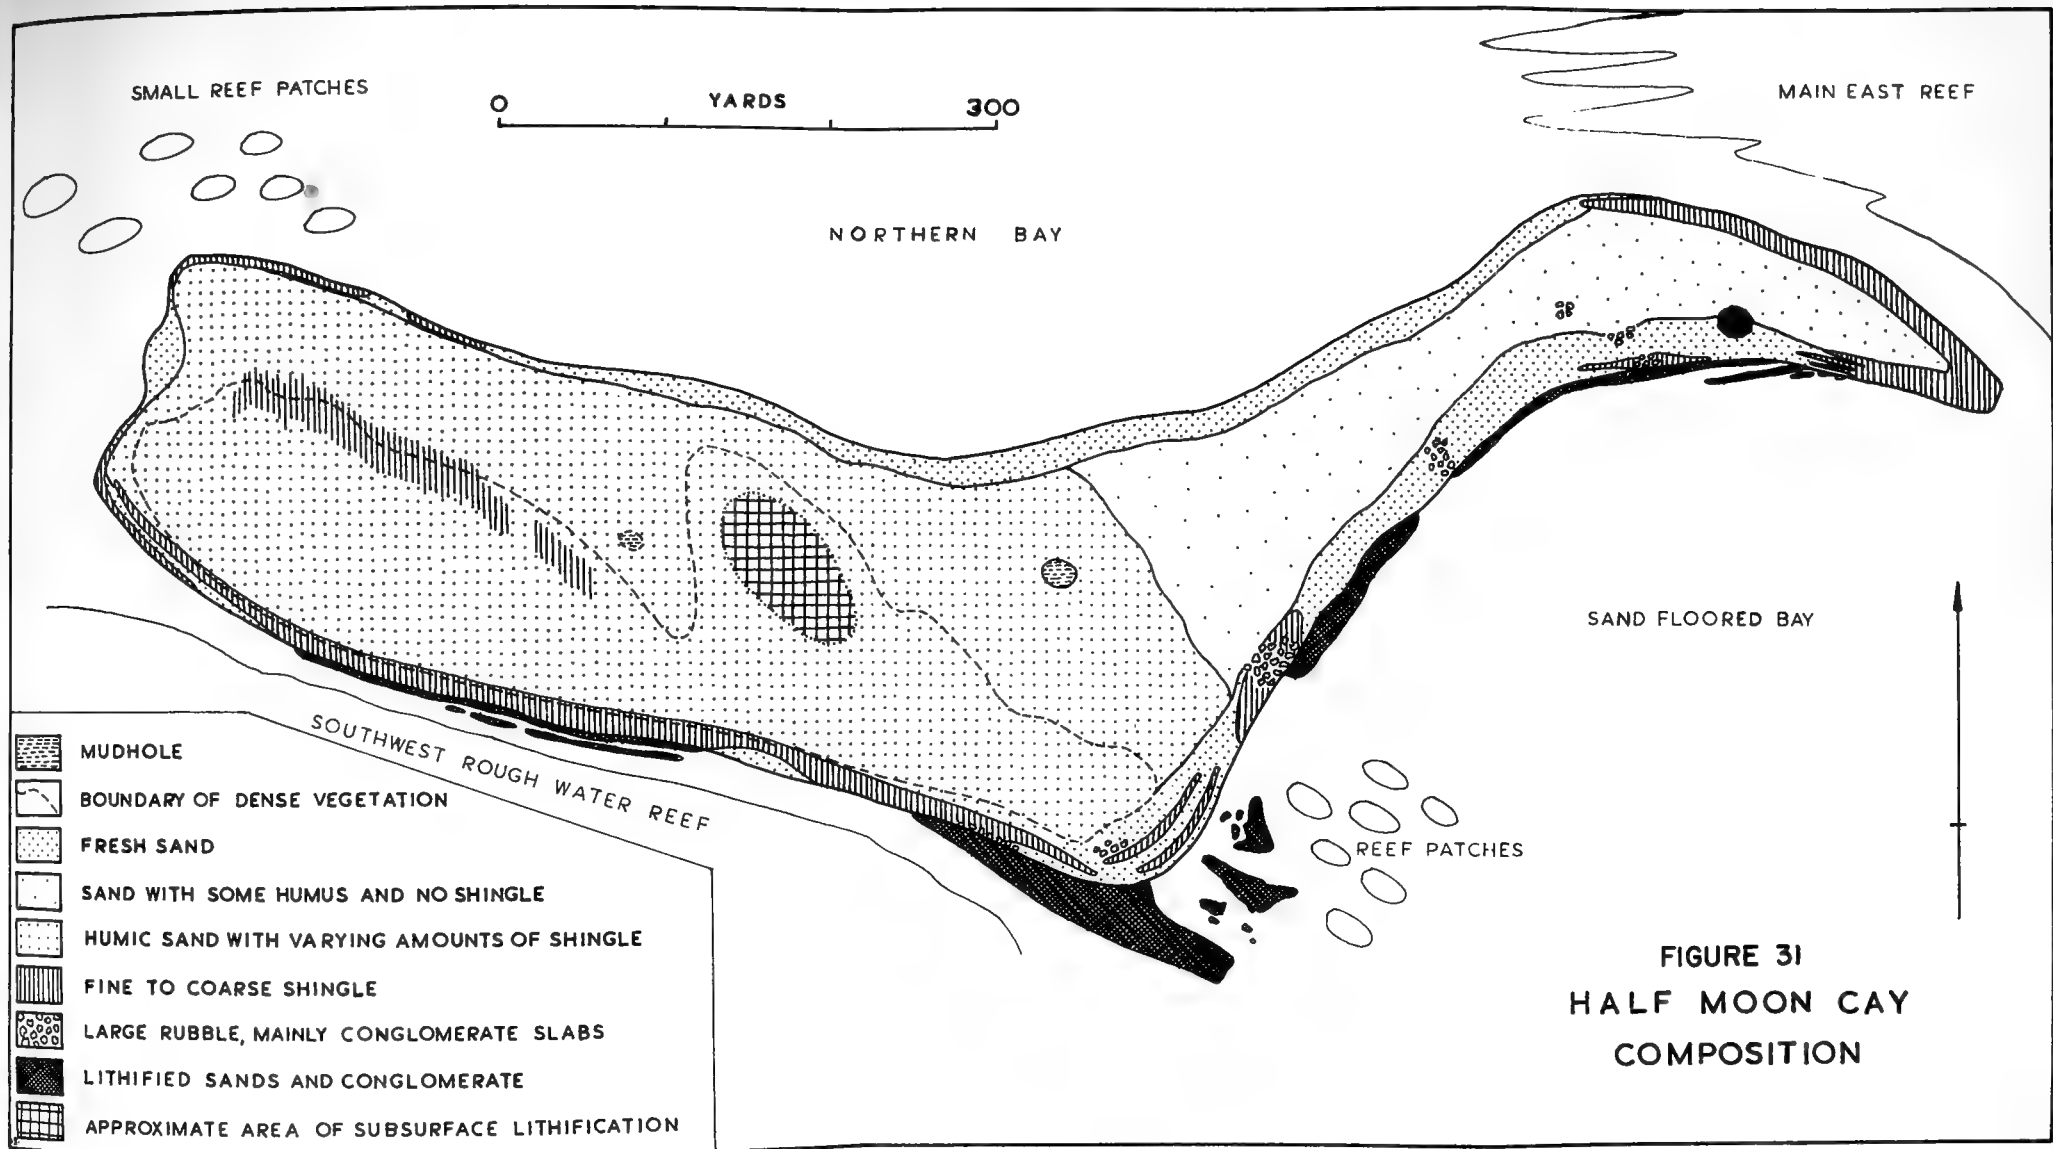 SMALL REEF PATCHES
0 YARDS 300
MAIN EAST REEF
NORTHERN BAY
SAND FLOORED BAY
SOUTHWEST ROUGH WATER REEF
REEF PATCHES
MUDHOLE
BOUNDARY OF DENSE VEGETATION
FRESH SAND
SAND WITH SOME HUMUS AND NO SHINGLE
HUMIC SAND WITH VARYING AMOUNTS OF SHINGLE
FINE TO COARSE SHINGLE
LARGE RUBBLE, MAINLY CONGLOMERATE SLABS
LITHIFIED SANDS AND CONGLOMERATE
APPROXIMATE AREA OF SUBSURFACE LITHIFICATION
FIGURE 31
HALF MOON CAY
COMPOSITION